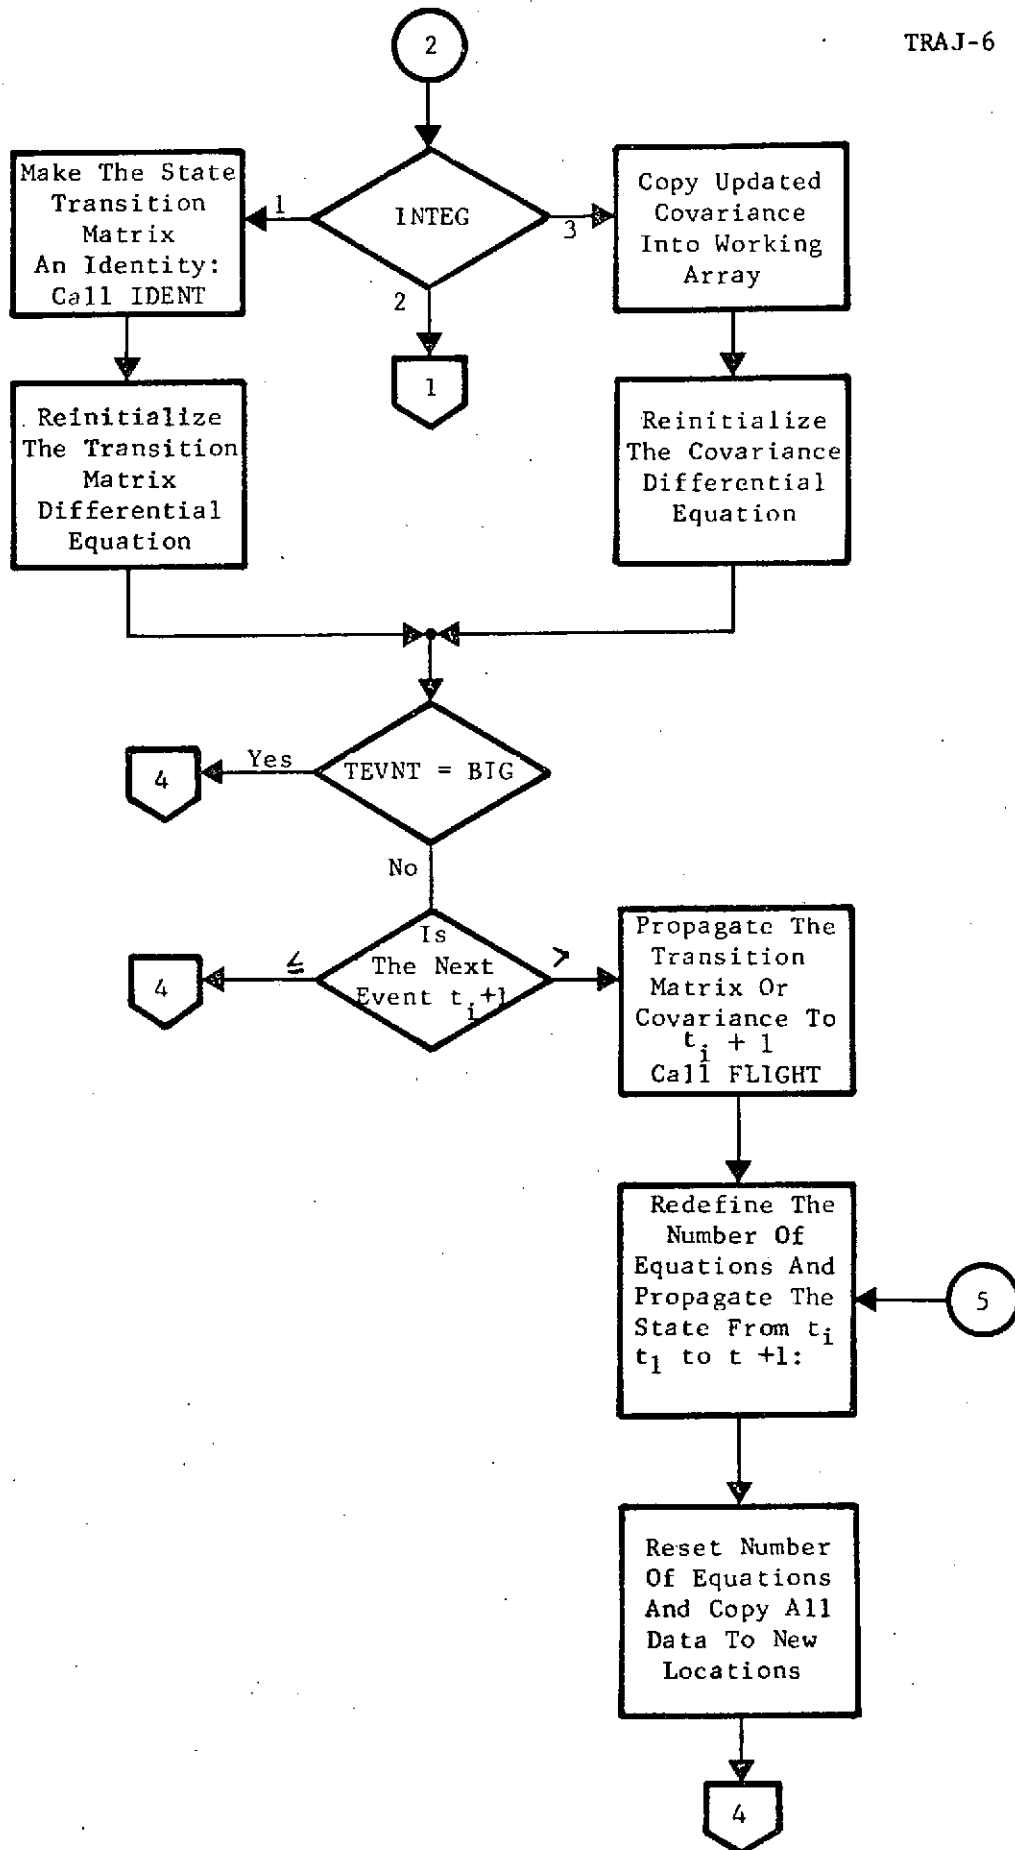 TRAJ-6
2
Make The State
Transition
Matrix
An Identity:
Call IDENT
1
INTEG
3
2
Copy Updated
Covariance
Into Working
Array
1
Reinitialize
The Transition
Matrix
Differential
Equation
Reinitialize
The Covariance
Differential
Equation
4
Yes
TEVNT = BIG
No
4
≤
Is
The Next
Event t_i+1
>
Propagate The
Transition
Matrix Or
Covariance To
t_i + 1
Call FLIGHT
Redefine The
Number Of
Equations And
Propagate The
State From t_i
t_1 to t +1:
5
Reset Number
Of Equations
And Copy All
Data To New
Locations
4